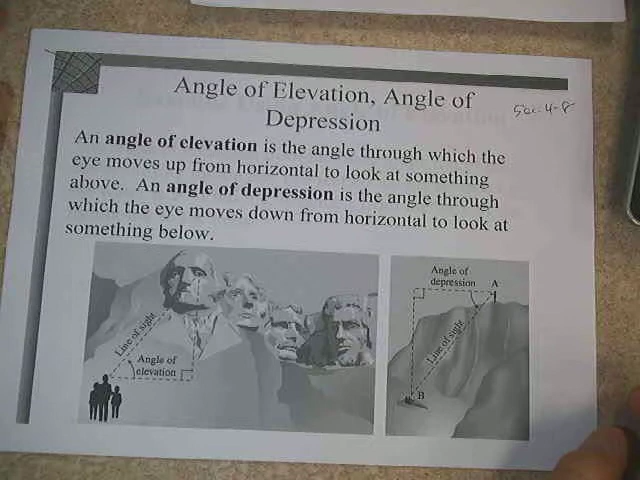 Angle of Elevation, Angle of
Sec. 4-8
Depression
An angle of elevation is the angle through which the
eye moves up from horizontal to look at something
above. An angle of depression is the angle through
which the eye moves down from horizontal to look at
something below.
Line of sight
Angle of
elevation
Angle of
depression
A
Line of sight
B